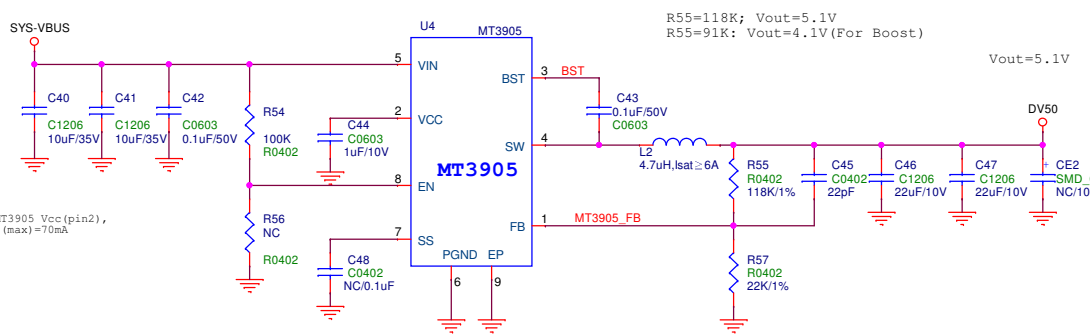 R55=118K; Vout=5.1V
R55=91K: Vout=4.1V(For Boost)
Vout=5.1V
SYS-VBUS
U4
MT3905
DV50
5
VIN
C40
C1206
10uF/35V
C41
C1206
10uF/35V
C42
C0603
0.1uF/50V
R54
100K
R0402
2
VCC
C44
C0603
1uF/10V
MT3905
BST
3
BST
C43
0.1uF/50V
C0603
SW
4
L2
4.7uH,Isat≥6A
R55
R0402
118K/1%
C45
C0402
22pF
C46
C1206
22uF/10V
C47
C1206
22uF/10V
+
CE2
SMD_
NC/10
8
EN
R56
NC
R0402
T3905 Vcc(pin2),
(max)=70mA
7
SS
C48
C0402
NC/0.1uF
FB
1
MT3905_FB
R57
R0402
22K/1%
PGND
EP
6
9